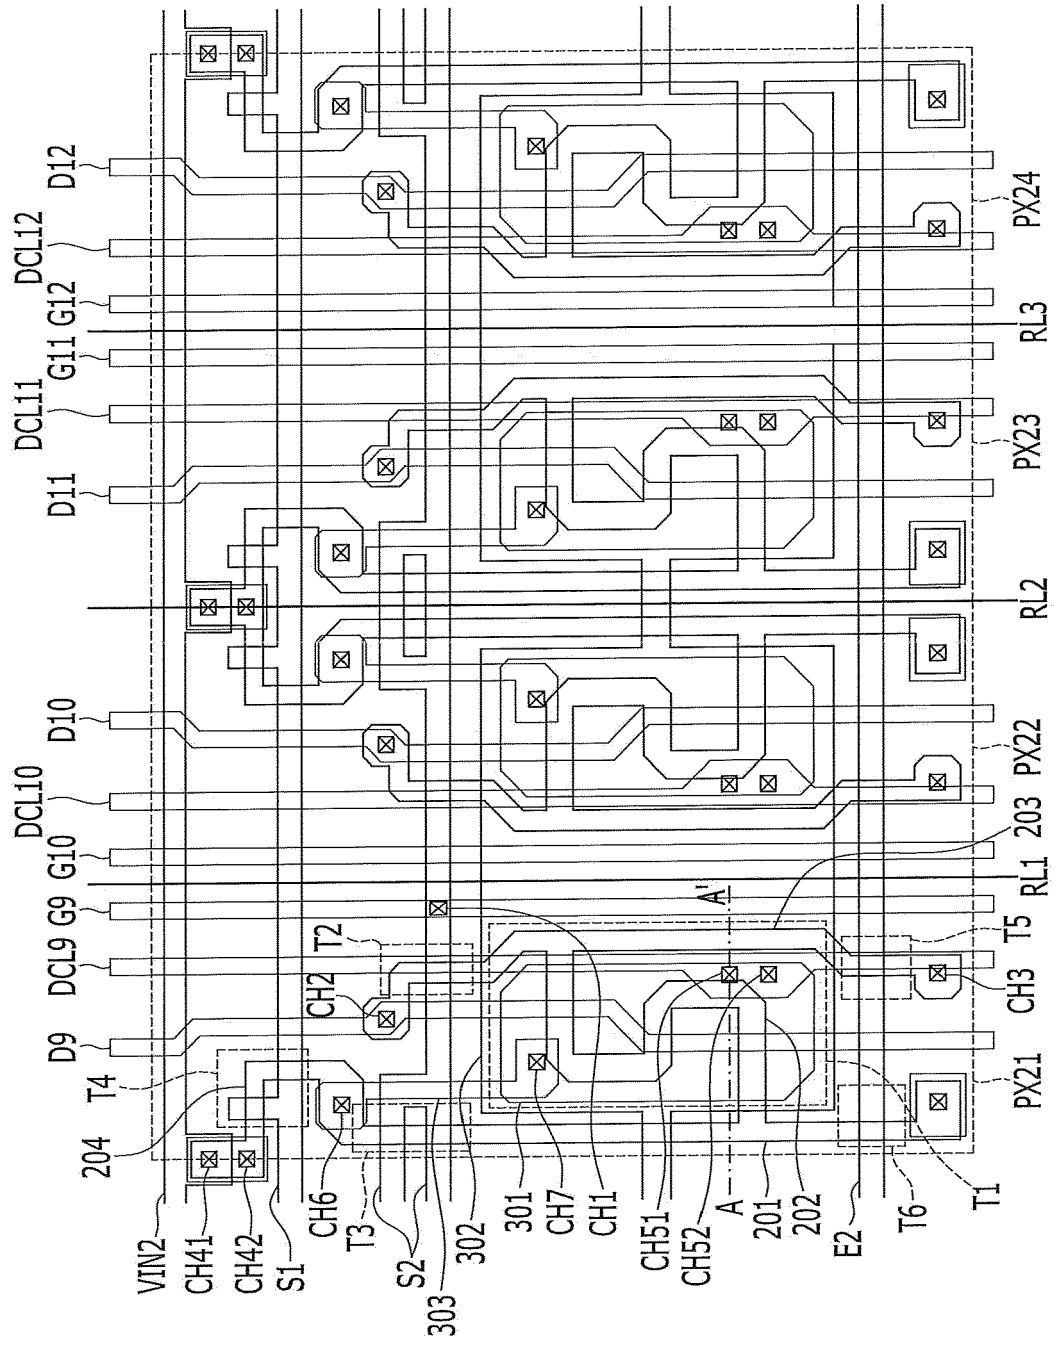 D9
DCL9
G9
G10
DCL10
D10
D11
DCL11
G11
G12
DCL12
D12
204
T4
CH2
T2
VIN2
CH41
CH42
S1
CH6
T3
S2
303
302
301
CH7
CH1
CH51
CH52
A
A'
201
202
E2
T6
T1
203
T5
CH3
PX21
RL1
PX22
RL2
PX23
RL3
PX24